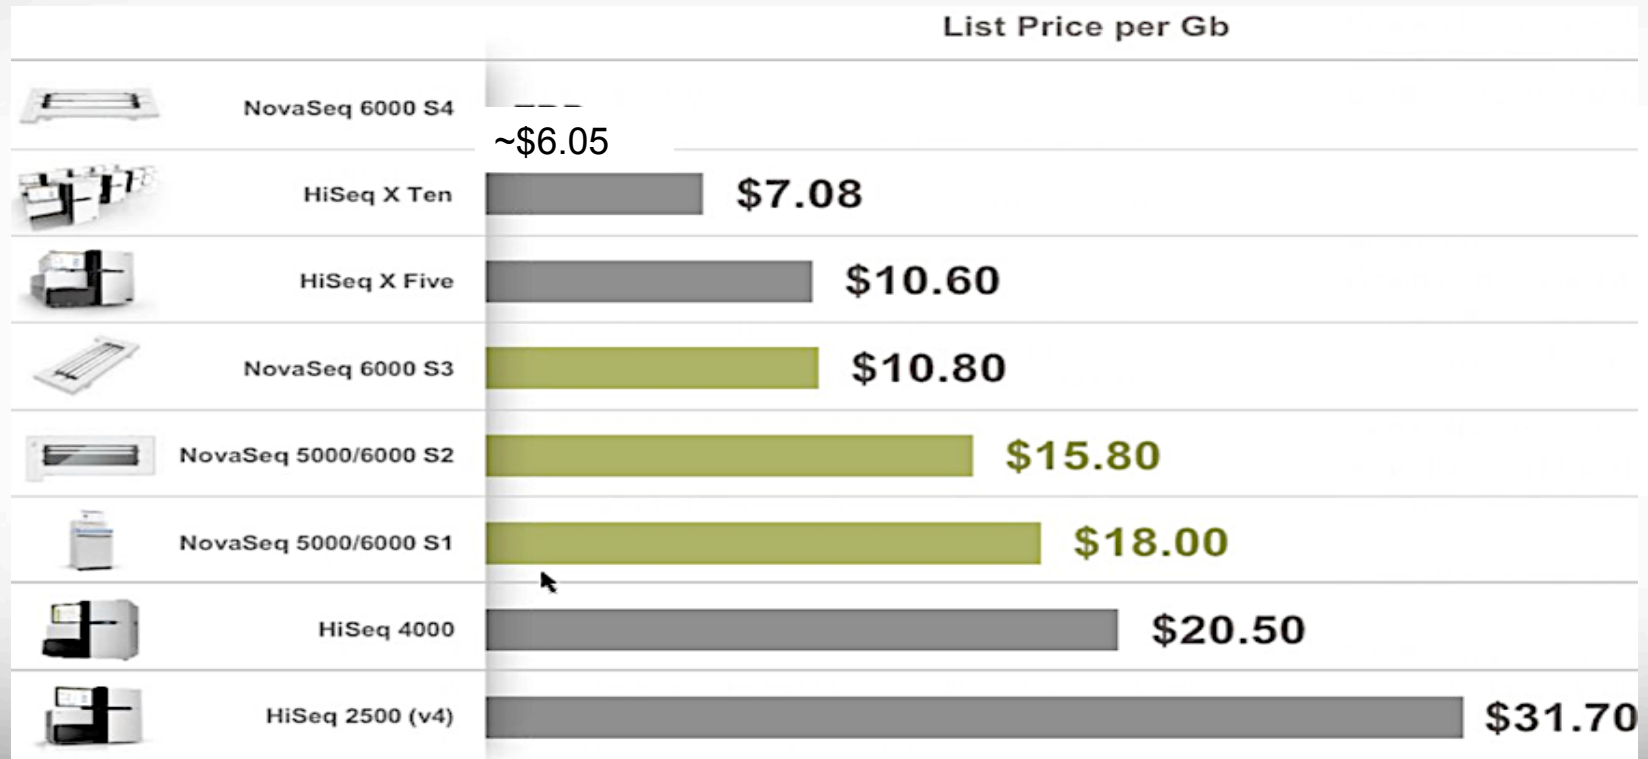 List Price per Gb
NovaSeq 6000 S4
~$6.05
HiSeq X Ten $7.08
HiSeq X Five $10.60
NovaSeq 6000 S3 $10.80
NovaSeq 5000/6000 S2 $15.80
NovaSeq 5000/6000 S1 $18.00
HiSeq 4000 $20.50
HiSeq 2500 (v4) $31.70